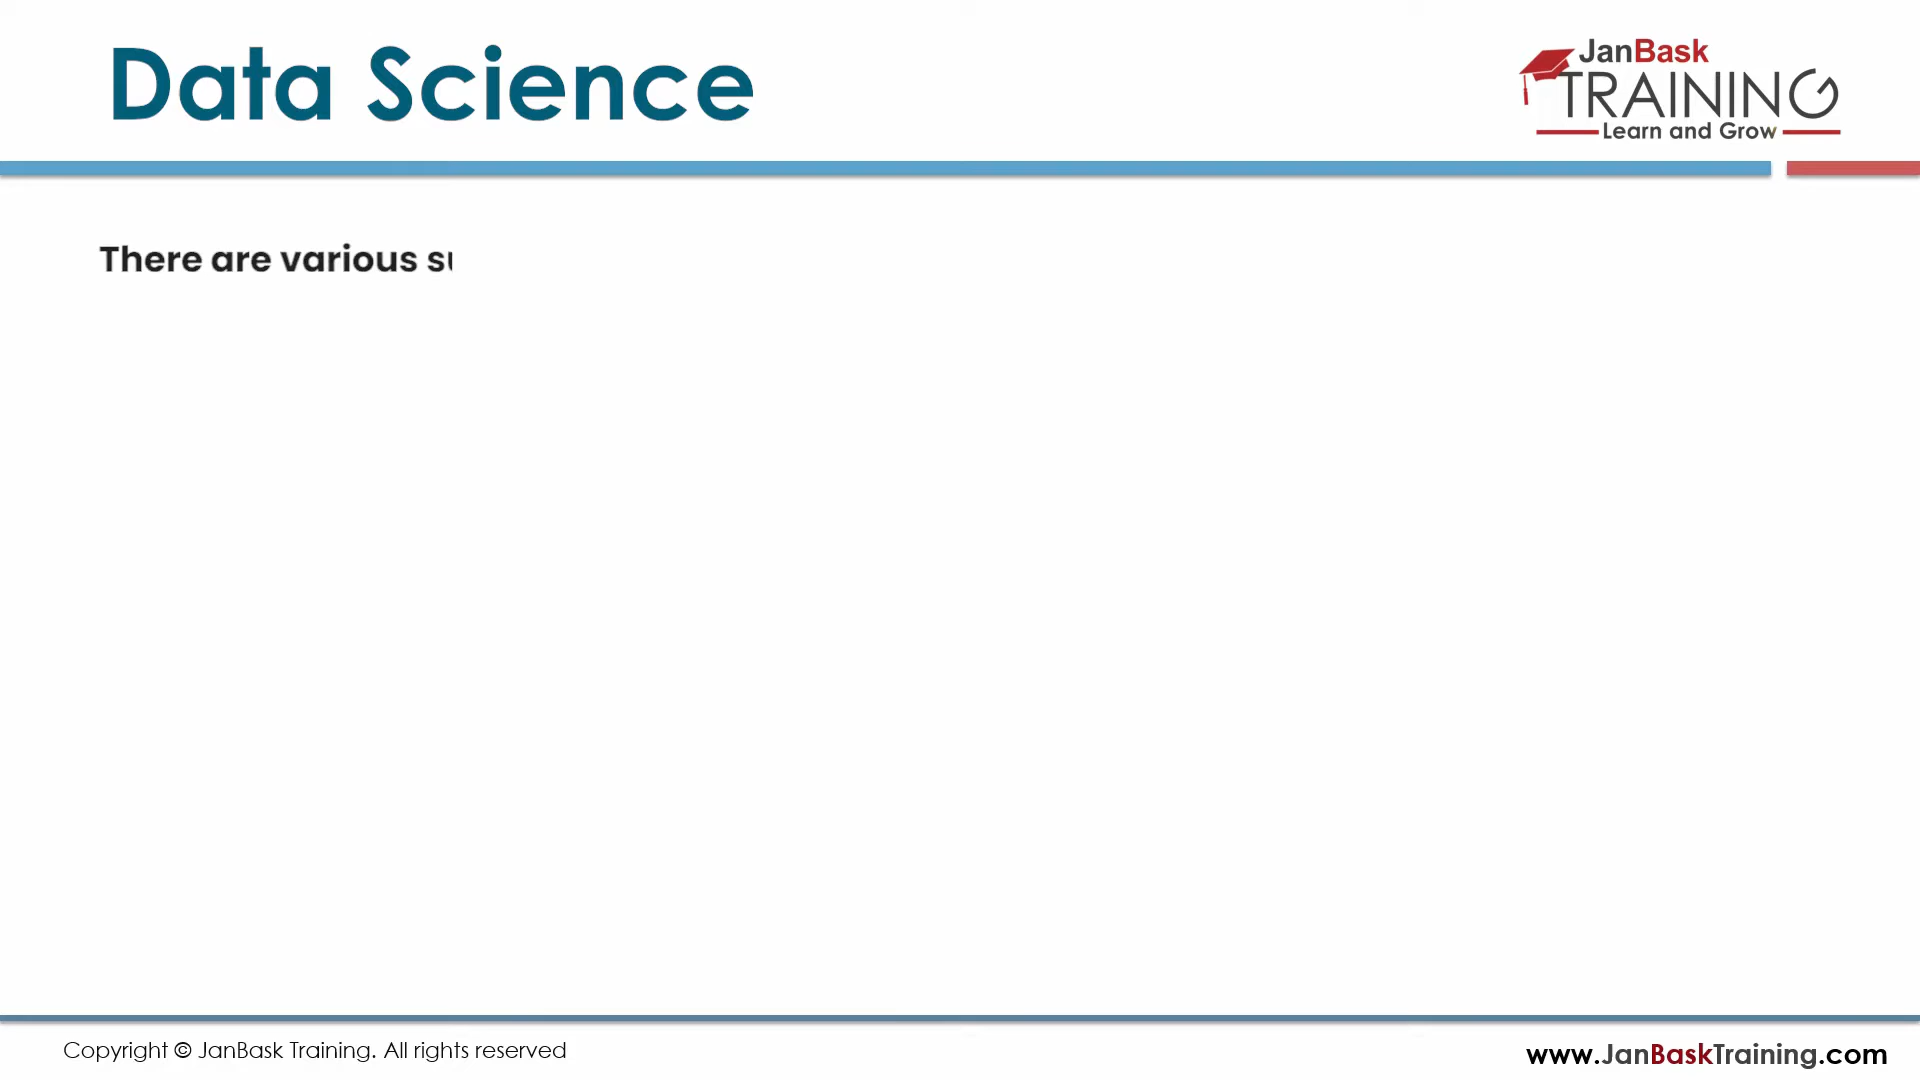 Data Science
JanBask
TRAINING
Learn and Grow
There are various
Copyright © JanBask Training. All rights reserved
www.JanBaskTraining.com